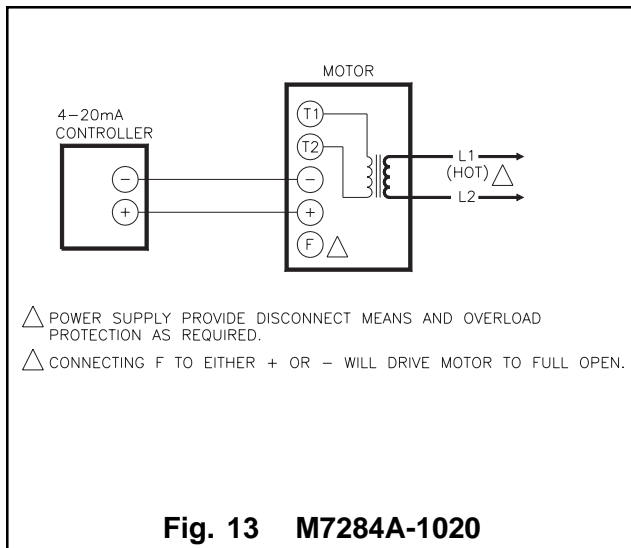 MOTOR
4-20mA
CONTROLLER
T1
T2
-
+
-
+
F
L1
(HOT)
L2
POWER SUPPLY PROVIDE DISCONNECT MEANS AND OVERLOAD
PROTECTION AS REQUIRED.
CONNECTING F TO EITHER + OR - WILL DRIVE MOTOR TO FULL OPEN.
Fig. 13 M7284A-1020